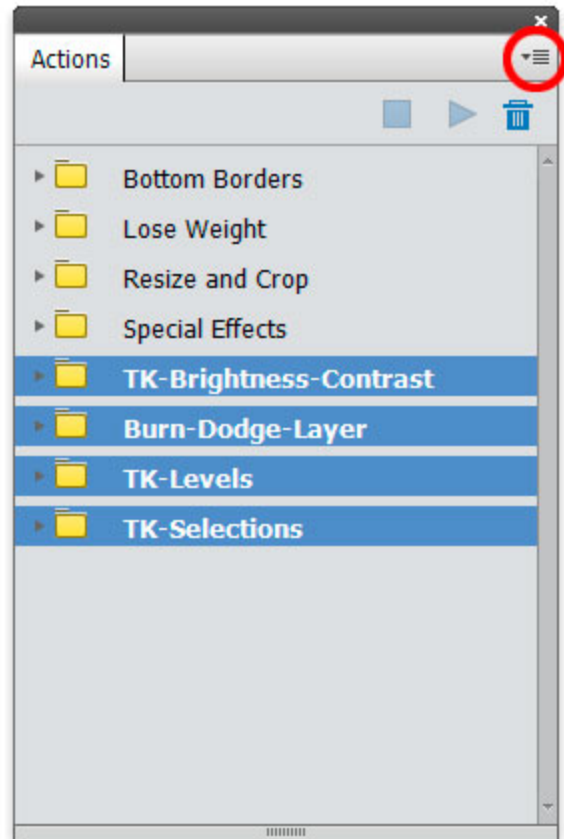 Actions
Bottom Borders
Lose Weight
Resize and Crop
Special Effects
TK-Brightness-Contrast
Burn-Dodge-Layer
TK-Levels
TK-Selections